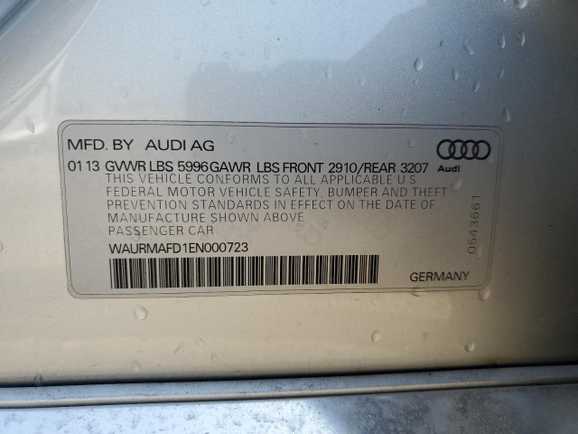 MFD. BY AUDI AG
01 13 GVWR LBS 5996 GAWR LBS FRONT 2910/REAR 3207
Audi
THIS VEHICLE CONFORMS TO ALL APPLICABLE U S
FEDERAL MOTOR VEHICLE SAFETY, BUMPER AND THEFT
PREVENTION STANDARDS IN EFFECT ON THE DATE OF
MANUFACTURE SHOWN ABOVE
PASSENGER CAR
WAURMAFD1EN000723
0543661
GERMANY